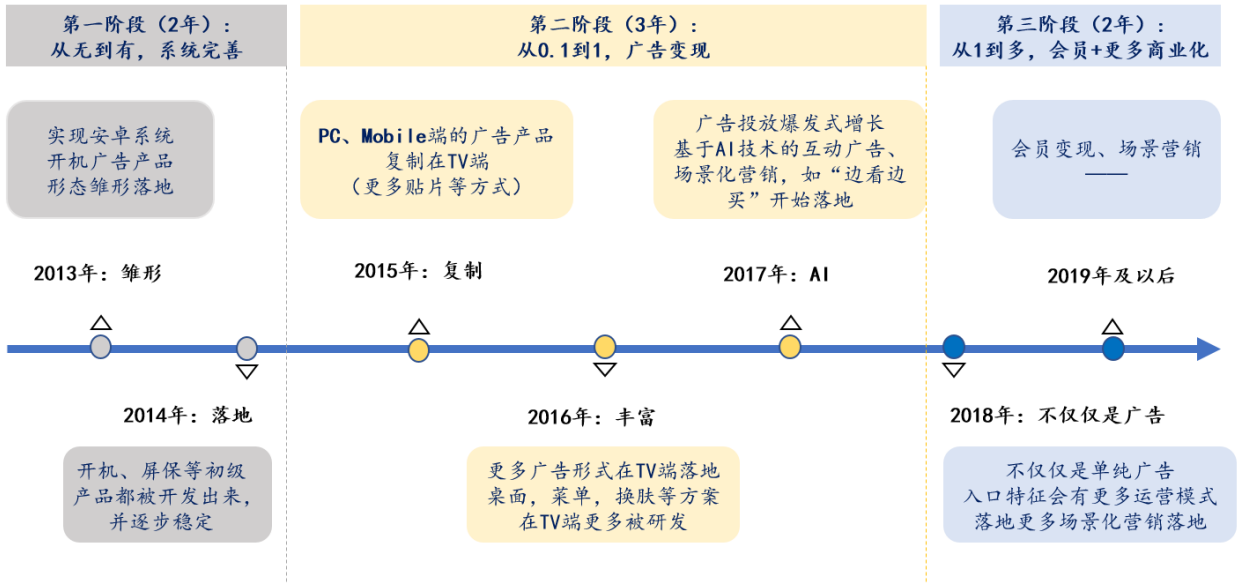 第一阶段（2年）：
从无到有，系统完善
第二阶段（3年）：
从0.1到1，广告变现
第三阶段（2年）：
从1到多，会员+更多商业化
实现安卓系统
开机广告产品
形态雏形落地
PC、Mobile端的广告产品
复制在TV端
（更多贴片等方式）
广告投放爆发式增长
基于AI技术的互动广告、
场景化营销，如“边看边
买”开始落地
会员变现、场景营销
——
2013年：雏形
2015年：复制
2017年：AI
2019年及以后
2014年：落地
2016年：丰富
2018年：不仅仅是广告
开机、屏保等初级
产品都被开发出来，
并逐步稳定
更多广告形式在TV端落地
桌面，菜单，换肤等方案
在TV端更多被研发
不仅仅是单纯广告
入口特征会有更多运营模式
落地更多场景化营销落地